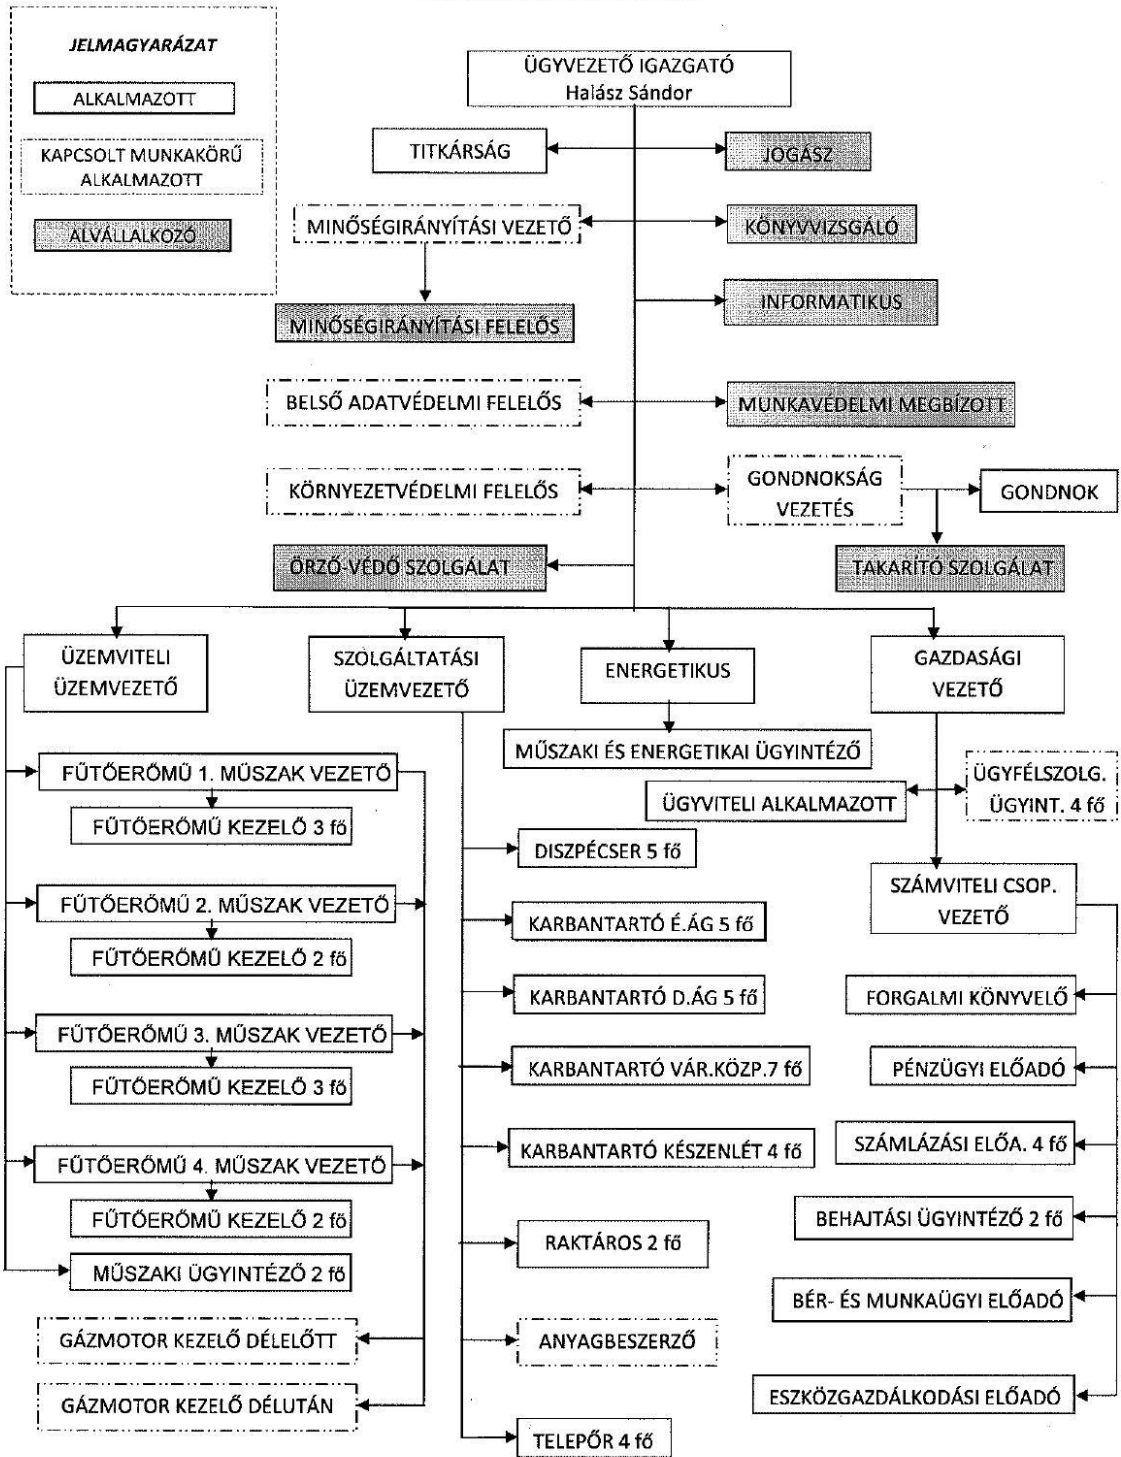 JELMAGYARÁZAT
ALKALMAZOTT
KAPCSOLT MUNKAKÖRŰ
ALKALMAZOTT
ALVÁLLALKOZÓ
ÜGYVEZETŐ IGAZGATÓ
Halász Sándor
TITKÁRSÁG
JOGÁSZ
MINŐSÉGIRÁNYÍTÁSI VEZETŐ
KÖNYVVIZSGÁLÓ
MINŐSÉGIRÁNYÍTÁSI FELELŐS
INFORMATIKUS
BELSŐ ADATVÉDELMI FELELŐS
MUNKAVÉDELMI MEGBÍZOTT
KÖRNYEZETVÉDELMI FELELŐS
GONDNOKSÁG
VEZETÉS
GONDNOK
ÖRZŐ-VÉDŐ SZOLGÁLAT
TAKARÍTÓ SZOLGÁLAT
ÜZEMVITELI
ÜZEMVEZETŐ
FŰTŐERŐMŰ 1. MŰSZAK VEZETŐ
FŰTŐERŐMŰ KEZELŐ 3 fő
FŰTŐERŐMŰ 2. MŰSZAK VEZETŐ
FŰTŐERŐMŰ KEZELŐ 2 fő
FŰTŐERŐMŰ 3. MŰSZAK VEZETŐ
FŰTŐERŐMŰ KEZELŐ 3 fő
FŰTŐERŐMŰ 4. MŰSZAK VEZETŐ
FŰTŐERŐMŰ KEZELŐ 2 fő
MŰSZAKI ÜGYINTÉZŐ 2 fő
GÁZMOTOR KEZELŐ DÉLELŐTT
GÁZMOTOR KEZELŐ DÉLUTÁN
SZOLGÁLTATÁSI
ÜZEMVEZETŐ
DISZPÉCSER 5 fő
KARBANTARTÓ É.ÁG 5 fő
KARBANTARTÓ D.ÁG 5 fő
KARBANTARTÓ VÁR.KÖZP.7 fő
KARBANTARTÓ KÉSZENLÉT 4 fő
RAKTÁROS 2 fő
ANYAGBESZERZŐ
TELEPŐR 4 fő
ENERGETIKUS
MŰSZAKI ÉS ENERGETIKAI ÜGYINTÉZŐ
GAZDASÁGI
VEZETŐ
ÜGYVITELI ALKALMAZOTT
ÜGYFÉLSZOLG.
ÜGYINT. 4 fő
SZÁMVITELI CSOP.
VEZETŐ
FORGALMI KÖNYVELŐ
PÉNZÜGYI ELŐADÓ
SZÁMLÁZÁSI ELŐA. 4 fő
BEHAJTÁSI ÜGYINTÉZŐ 2 fő
BÉR- ÉS MUNKAÜGYI ELŐADÓ
ESZKÖZGAZDÁLKODÁSI ELŐADÓ